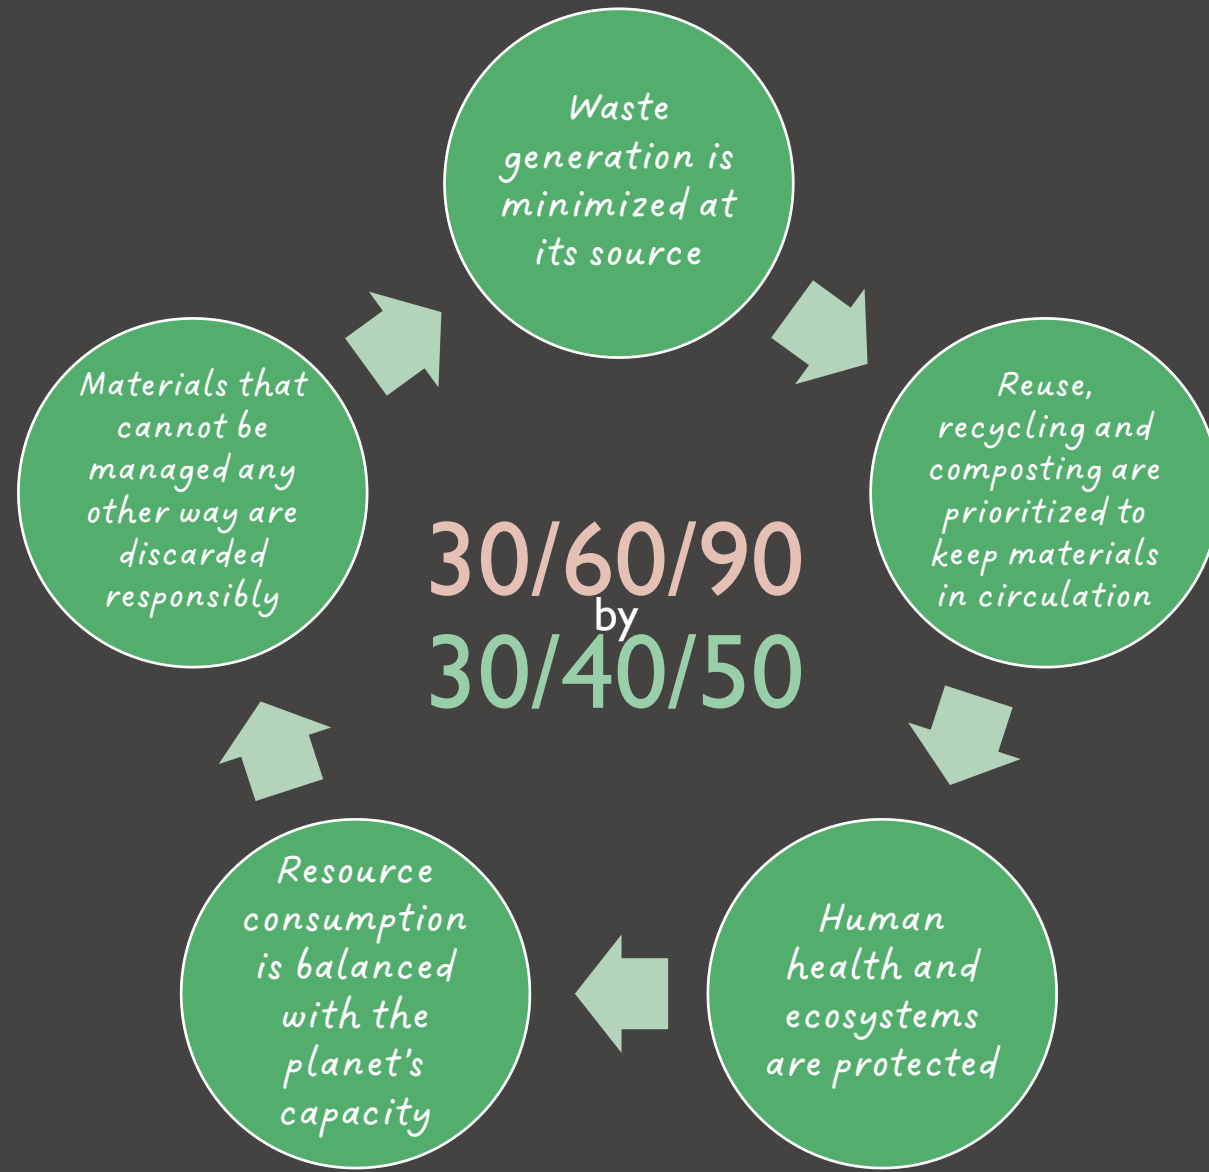 Waste
generation is
minimized at
its source
Reuse,
recycling and
composting are
prioritized to
keep materials
in circulation
Human
health and
ecosystems
are protected
Resource
consumption
is balanced
with the
planet's
capacity
Materials that
cannot be
managed any
other way are
discarded
responsibly
30/60/90
by
30/40/50